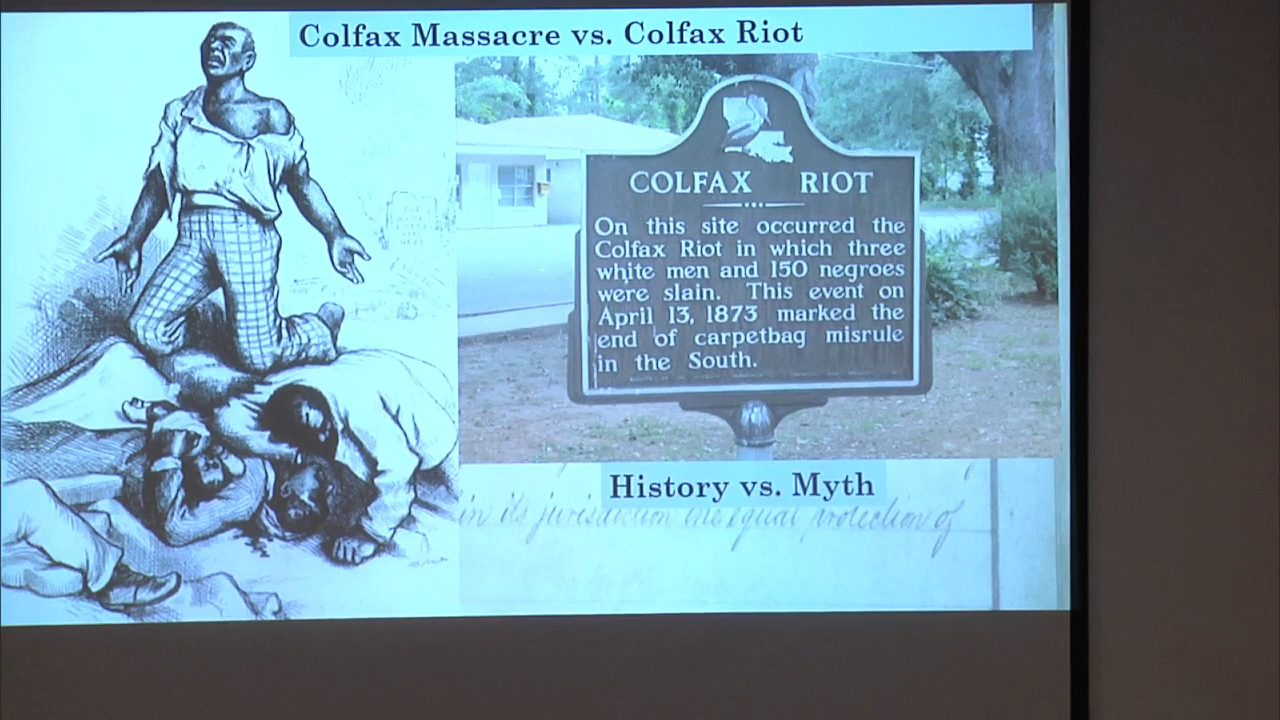 Colfax Massacre vs. Colfax Riot
COLFAX RIOT
On this site occurred the
Colfax Riot in which three
white men and 150 negroes
were slain. This event on
April 13, 1873 marked the
end of carpetbag misrule
in the South.
History vs. Myth
in its jurisdiction the equal protection of